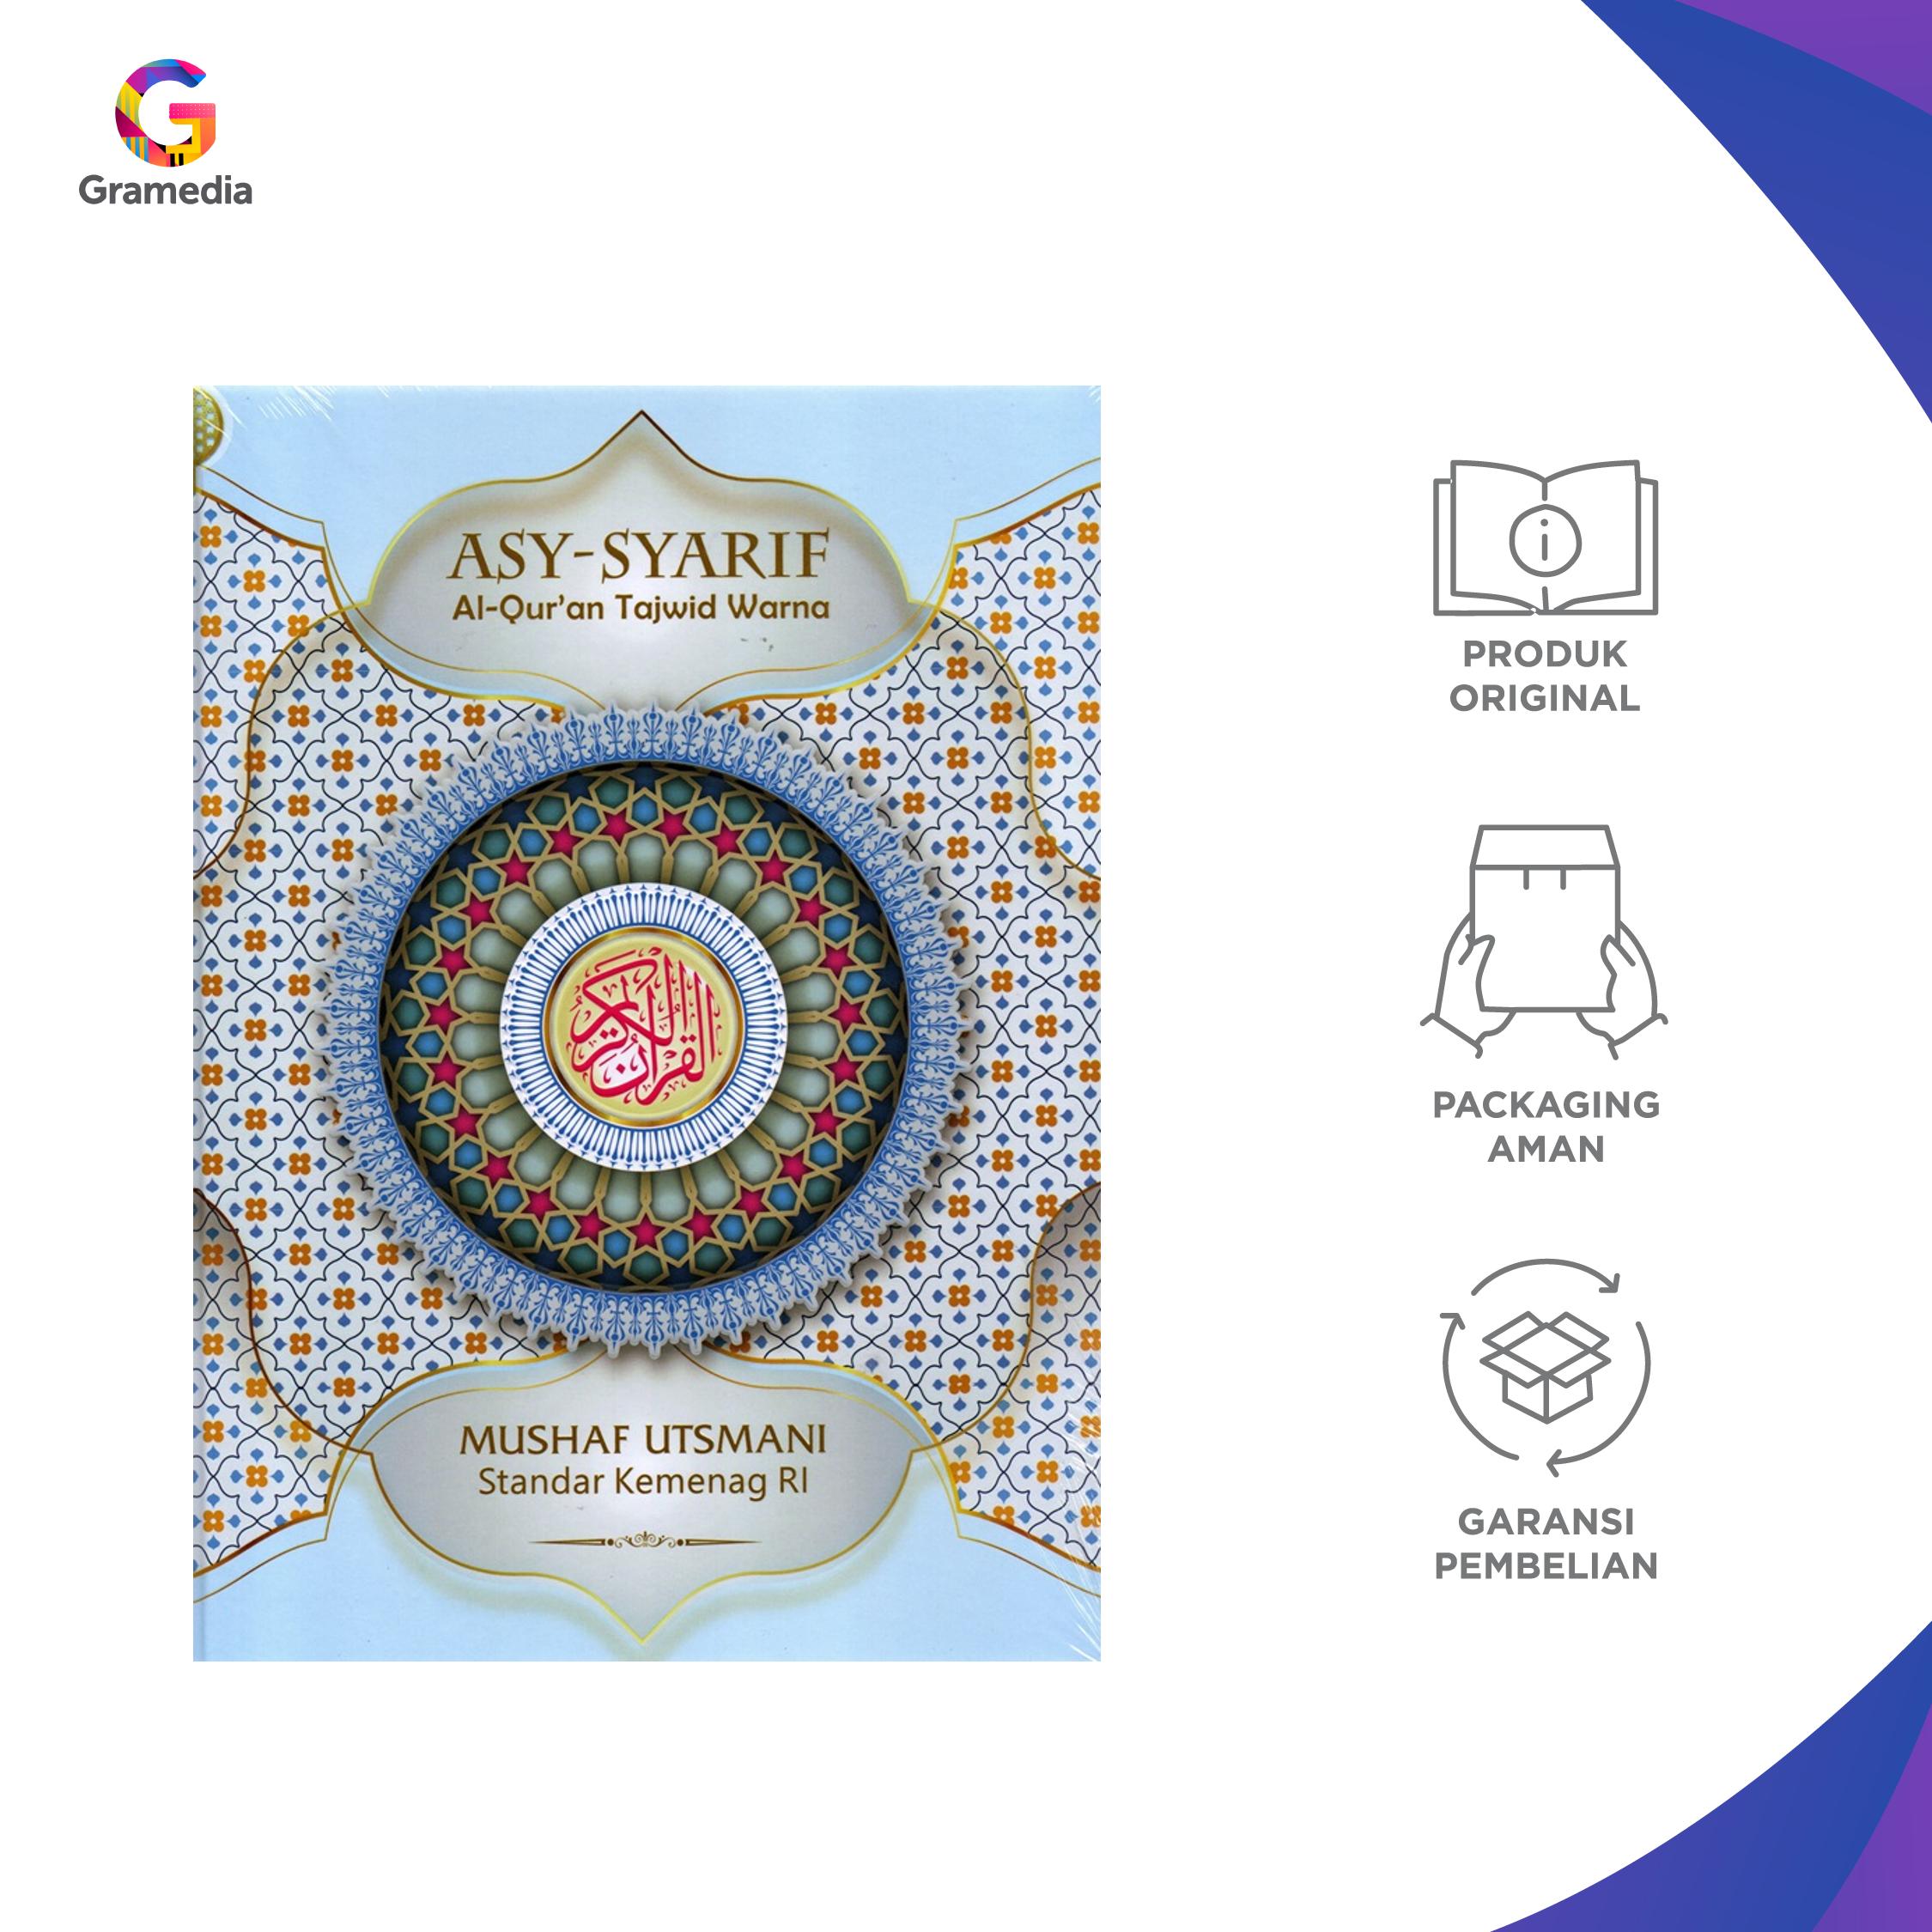 Gramedia
ASY-SYARIF
Al-Qur'an Tajwid Warna
القرآن الكريم
MUSHAF UTSMANI
Standar Kemenag RI
PRODUK
ORIGINAL
PACKAGING
AMAN
GARANSI
PEMBELIAN